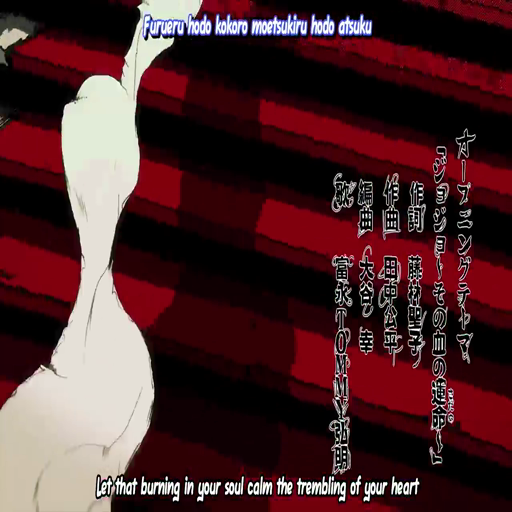 Furueru hodo kokoro moetsukiru hodo atsuku
オープニングテーマ
『ジョジョ～その血の運命～』
さだめ
作詞 藤林聖子
作曲 田中公平
編曲 大谷 幸
歌 富永TOMMY弘明
Let that burning in your soul calm the trembling of your heart